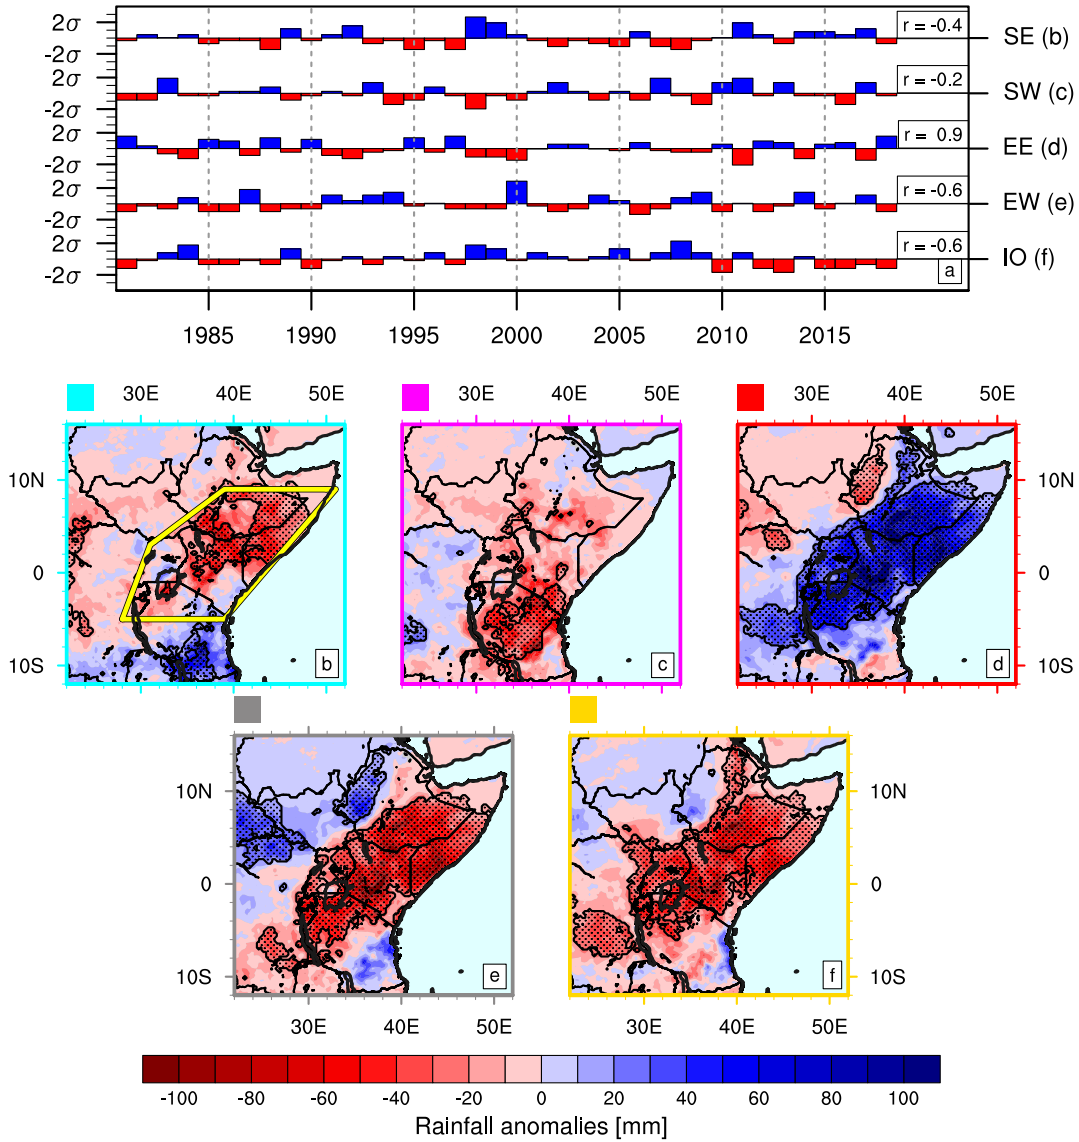 2σ
-2σ
r = -0.4
SE (b)
2σ
-2σ
r = -0.2
SW (c)
2σ
-2σ
r = 0.9
EE (d)
2σ
-2σ
r = -0.6
EW (e)
2σ
-2σ
r = -0.6
IO (f)
a
1985 1990 1995 2000 2005 2010 2015
30E 40E 50E 30E 40E 50E 30E 40E 50E
10N 10N
0 0
10S 10S
b c d
10N 10N
0 0
10S 10S
e f
30E 40E 50E 30E 40E 50E
-100 -80 -60 -40 -20 0 20 40 60 80 100
Rainfall anomalies [mm]